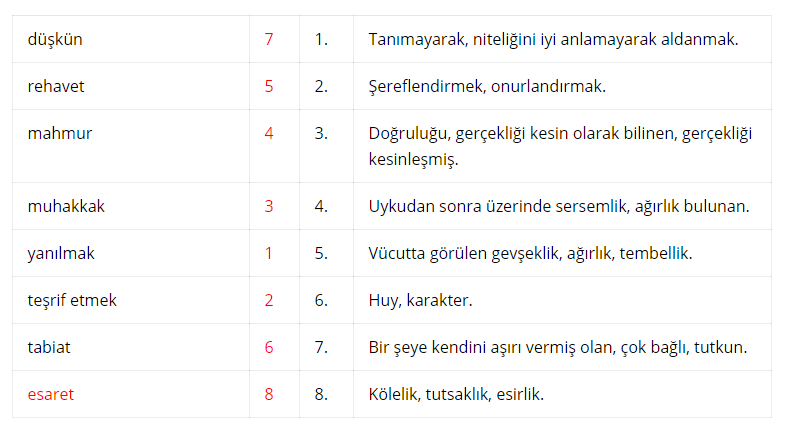 düşkün 7 1. Tanımayarak, niteliğini iyi anlamayarak aldanmak.
rehavet 5 2. Şereflendirmek, onurlandırmak.
mahmur 4 3. Doğruluğu, gerçekliği kesin olarak bilinen, gerçekliği
kesinleşmiş.
muhakkak 3 4. Uykudan sonra üzerinde sersemlik, ağırlık bulunan.
yanılmak 1 5. Vücutta görülen gevşeklik, ağırlık, tembellik.
teşrif etmek 2 6. Huy, karakter.
tabiat 6 7. Bir şeye kendini aşırı vermiş olan, çok bağlı, tutkun.
esaret 8 8. Kölelik, tutsaklık, esirlik.